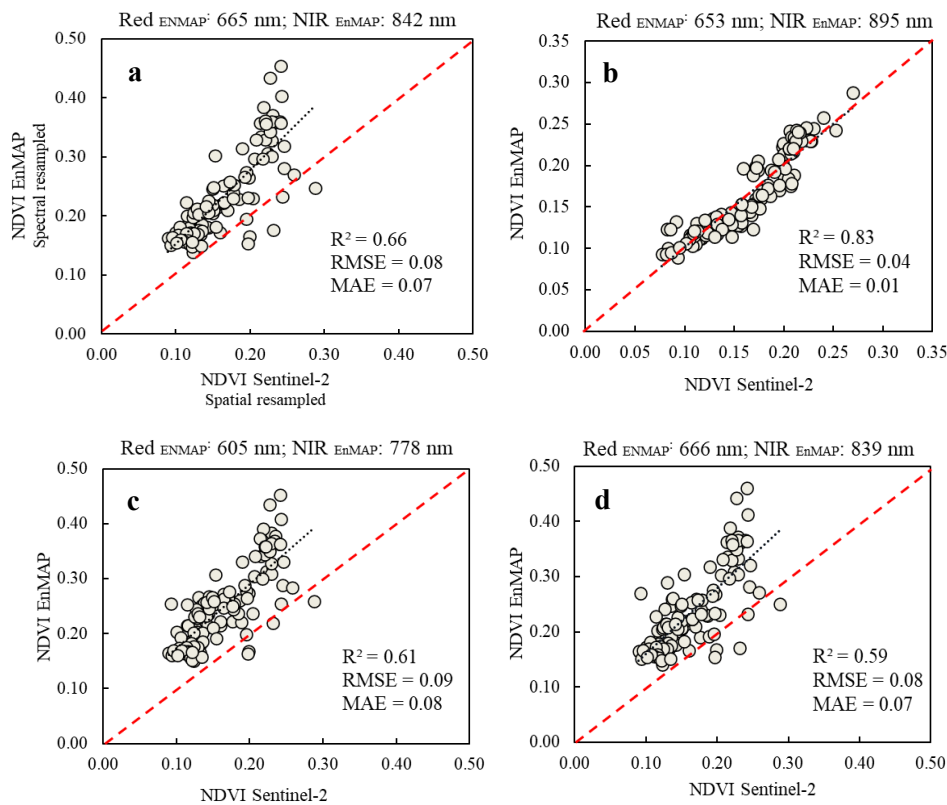 Red ENMAP: 665 nm; NIR EnMAP: 842 nm
a
NDVI EnMAP
Spectral resampled
0.50
0.40
0.30
0.20
0.10
0.00
R² = 0.66
RMSE = 0.08
MAE = 0.07
0.00 0.10 0.20 0.30 0.40 0.50
NDVI Sentinel-2
Spatial resampled
Red ENMAP: 653 nm; NIR EnMAP: 895 nm
b
NDVI EnMAP
0.35
0.30
0.25
0.20
0.15
0.10
0.05
0.00
R² = 0.83
RMSE = 0.04
MAE = 0.01
0.00 0.05 0.10 0.15 0.20 0.25 0.30 0.35
NDVI Sentinel-2
Red ENMAP: 605 nm; NIR EnMAP: 778 nm
c
NDVI EnMAP
0.50
0.40
0.30
0.20
0.10
0.00
R² = 0.61
RMSE = 0.09
MAE = 0.08
0.00 0.10 0.20 0.30 0.40 0.50
NDVI Sentinel-2
Red ENMAP: 666 nm; NIR EnMAP: 839 nm
d
NDVI EnMAP
0.50
0.40
0.30
0.20
0.10
0.00
R² = 0.59
RMSE = 0.08
MAE = 0.07
0.00 0.10 0.20 0.30 0.40 0.50
NDVI Sentinel-2